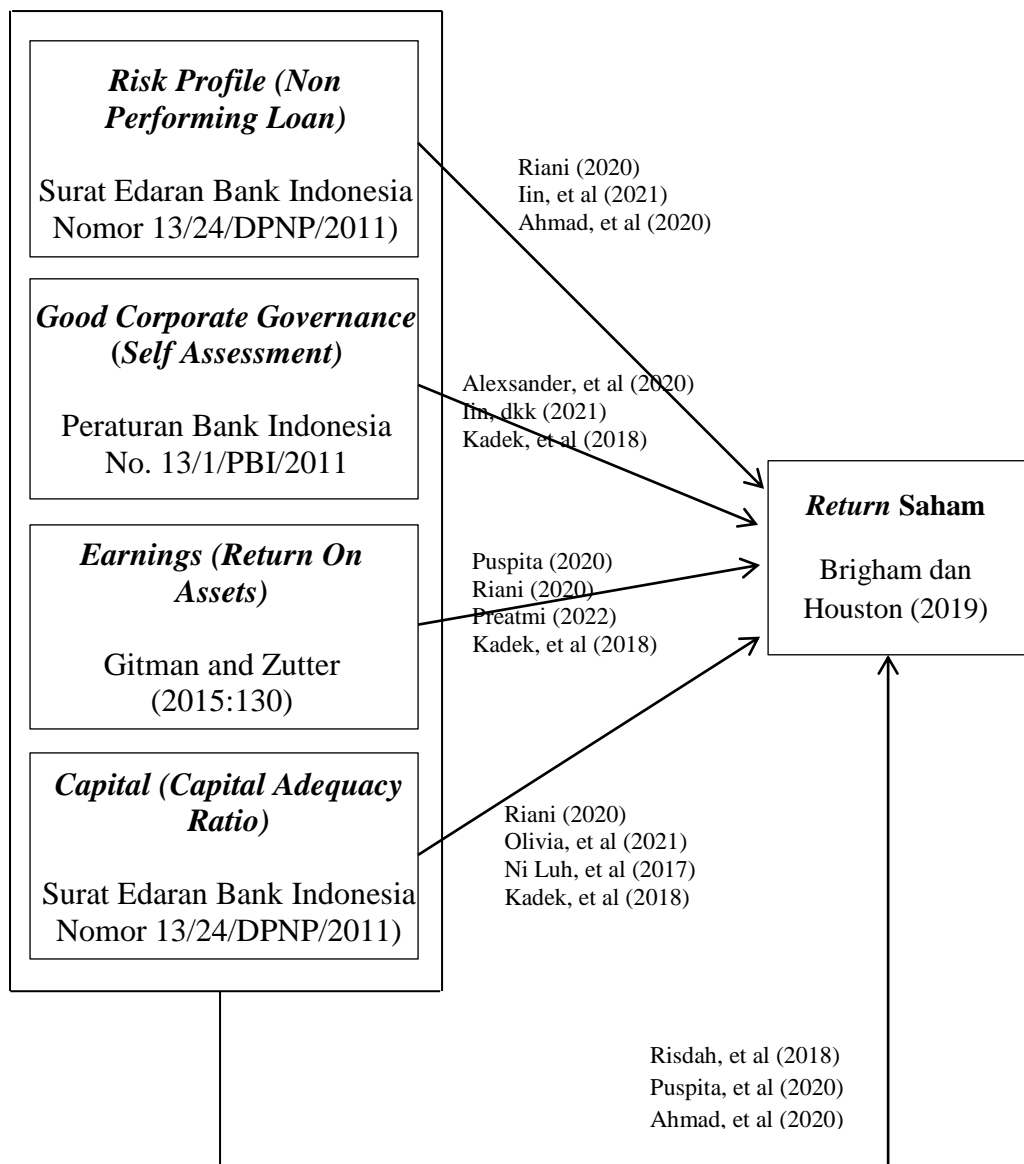 Risk Profile (Non
Performing Loan)
Surat Edaran Bank Indonesia
Nomor 13/24/DPNP/2011)
Riani (2020)
Iin, et al (2021)
Ahmad, et al (2020)
Good Corporate Governance
(Self Assessment)
Peraturan Bank Indonesia
No. 13/1/PBI/2011
Alexsander, et al (2020)
Iin, dkk (2021)
Kadek, et al (2018)
Earnings (Return On
Assets)
Gitman and Zutter
(2015:130)
Puspita (2020)
Riani (2020)
Preatmi (2022)
Kadek, et al (2018)
Return Saham
Brigham dan
Houston (2019)
Capital (Capital Adequacy
Ratio)
Surat Edaran Bank Indonesia
Nomor 13/24/DPNP/2011)
Riani (2020)
Olivia, et al (2021)
Ni Luh, et al (2017)
Kadek, et al (2018)
Risdah, et al (2018)
Puspita, et al (2020)
Ahmad, et al (2020)